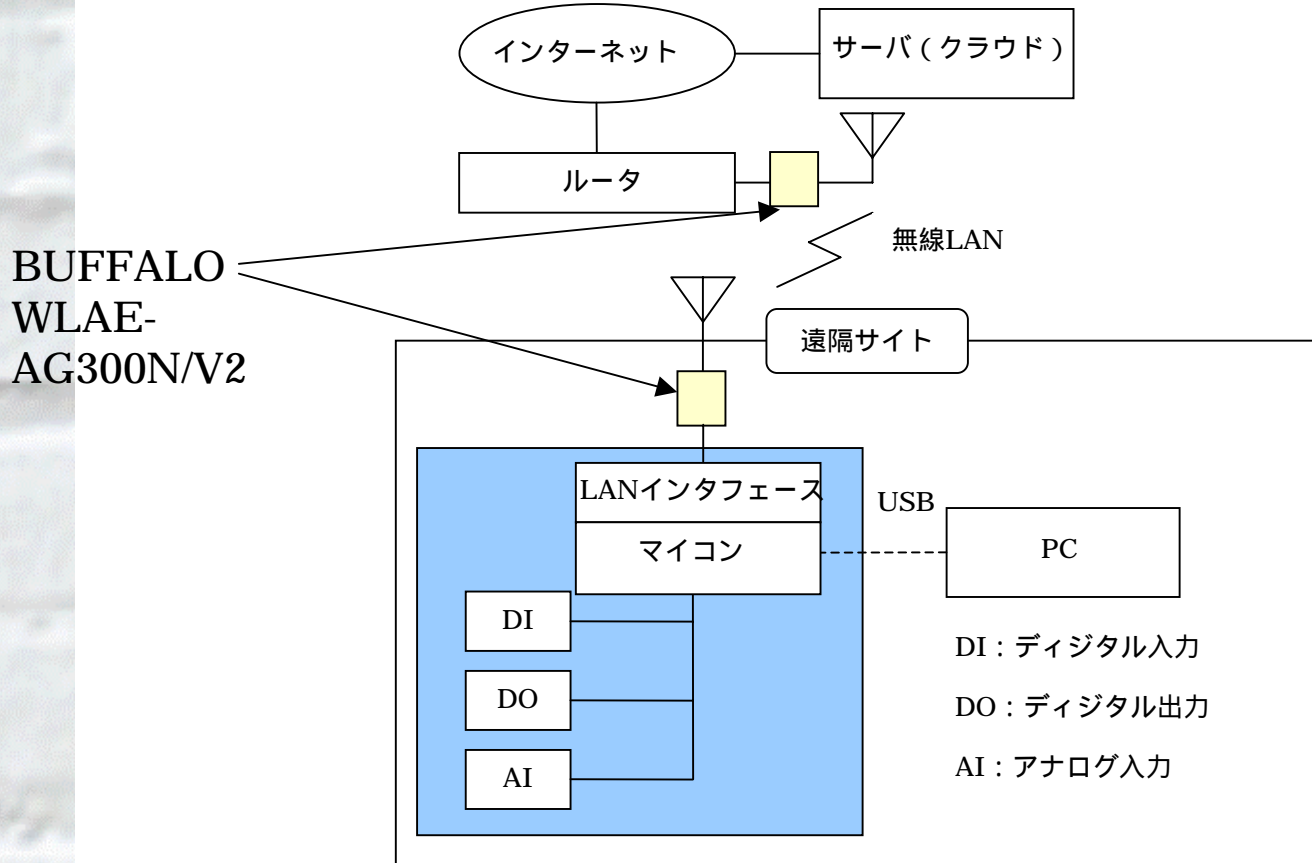 インターネット
サーバ（クラウド）
ルータ
無線LAN
BUFFALO
WLAE-
AG300N/V2
遠隔サイト
LANインタフェース
USB
マイコン
PC
DI
DI：ディジタル入力
DO
DO：ディジタル出力
AI
AI：アナログ入力